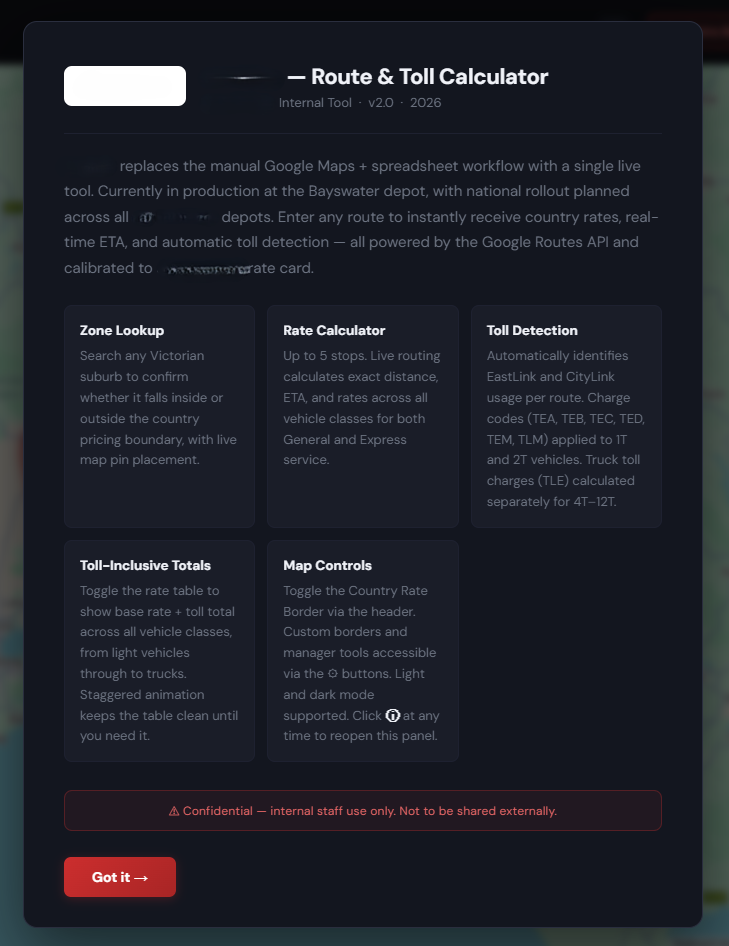 — Route & Toll Calculator
Internal Tool · v2.0 · 2026
replaces the manual Google Maps + spreadsheet workflow with a single live
tool. Currently in production at the Bayswater depot, with national rollout planned
across all depots. Enter any route to instantly receive country rates, real-
time ETA, and automatic toll detection — all powered by the Google Routes API and
calibrated to rate card.
Zone Lookup
Search any Victorian
suburb to confirm
whether it falls inside or
outside the country
pricing boundary, with live
map pin placement.
Rate Calculator
Up to 5 stops. Live routing
calculates exact distance,
ETA, and rates across all
vehicle classes for both
General and Express
service.
Toll Detection
Automatically identifies
EastLink and CityLink
usage per route. Charge
codes (TEA, TEB, TEC, TED,
TEM, TLM) applied to 1T
and 2T vehicles. Truck toll
charges (TLE) calculated
separately for 4T–12T.
Toll-Inclusive Totals
Toggle the rate table to
show base rate + toll total
across all vehicle classes,
from light vehicles
through to trucks.
Staggered animation
keeps the table clean until
you need it.
Map Controls
Toggle the Country Rate
Border via the header.
Custom borders and
manager tools accessible
via the ⚙ buttons. Light
and dark mode
supported. Click ⓘ at any
time to reopen this panel.
⚠ Confidential — internal staff use only. Not to be shared externally.
Got it →